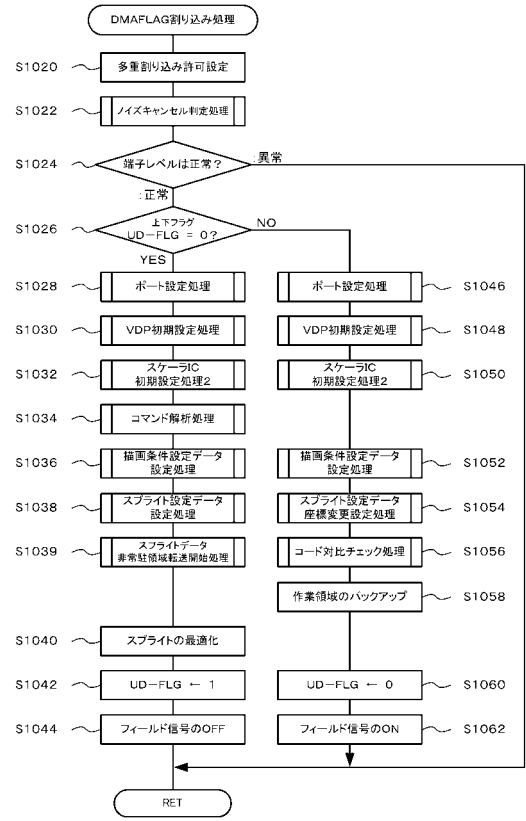 DMAFLAG割り込み処理
S1020
多重割り込み許可設定
S1022
ノイズキャンセル判定処理
S1024
端子レベルは正常?
:異常
:正常
S1026
上下フラグ
UD-FLG = 0?
NO
YES
S1028
ポート設定処理
ポート設定処理
S1046
S1030
VDP初期設定処理
VDP初期設定処理
S1048
S1032
スケーラIC
初期設定処理2
スケーラIC
初期設定処理2
S1050
S1034
コマンド解析処理
S1036
描画条件設定データ
設定処理
描画条件設定データ
設定処理
S1052
S1038
スプライト設定データ
設定処理
スプライト設定データ
座標変更設定処理
S1054
S1039
スプライトデータ
非常駐領域転送開始処理
コード対比チェック処理
S1056
作業領域のバックアップ
S1058
S1040
スプライトの最適化
S1042
UD-FLG ← 1
UD-FLG ← 0
S1060
S1044
フィールド信号のOFF
フィールド信号のON
S1062
RET